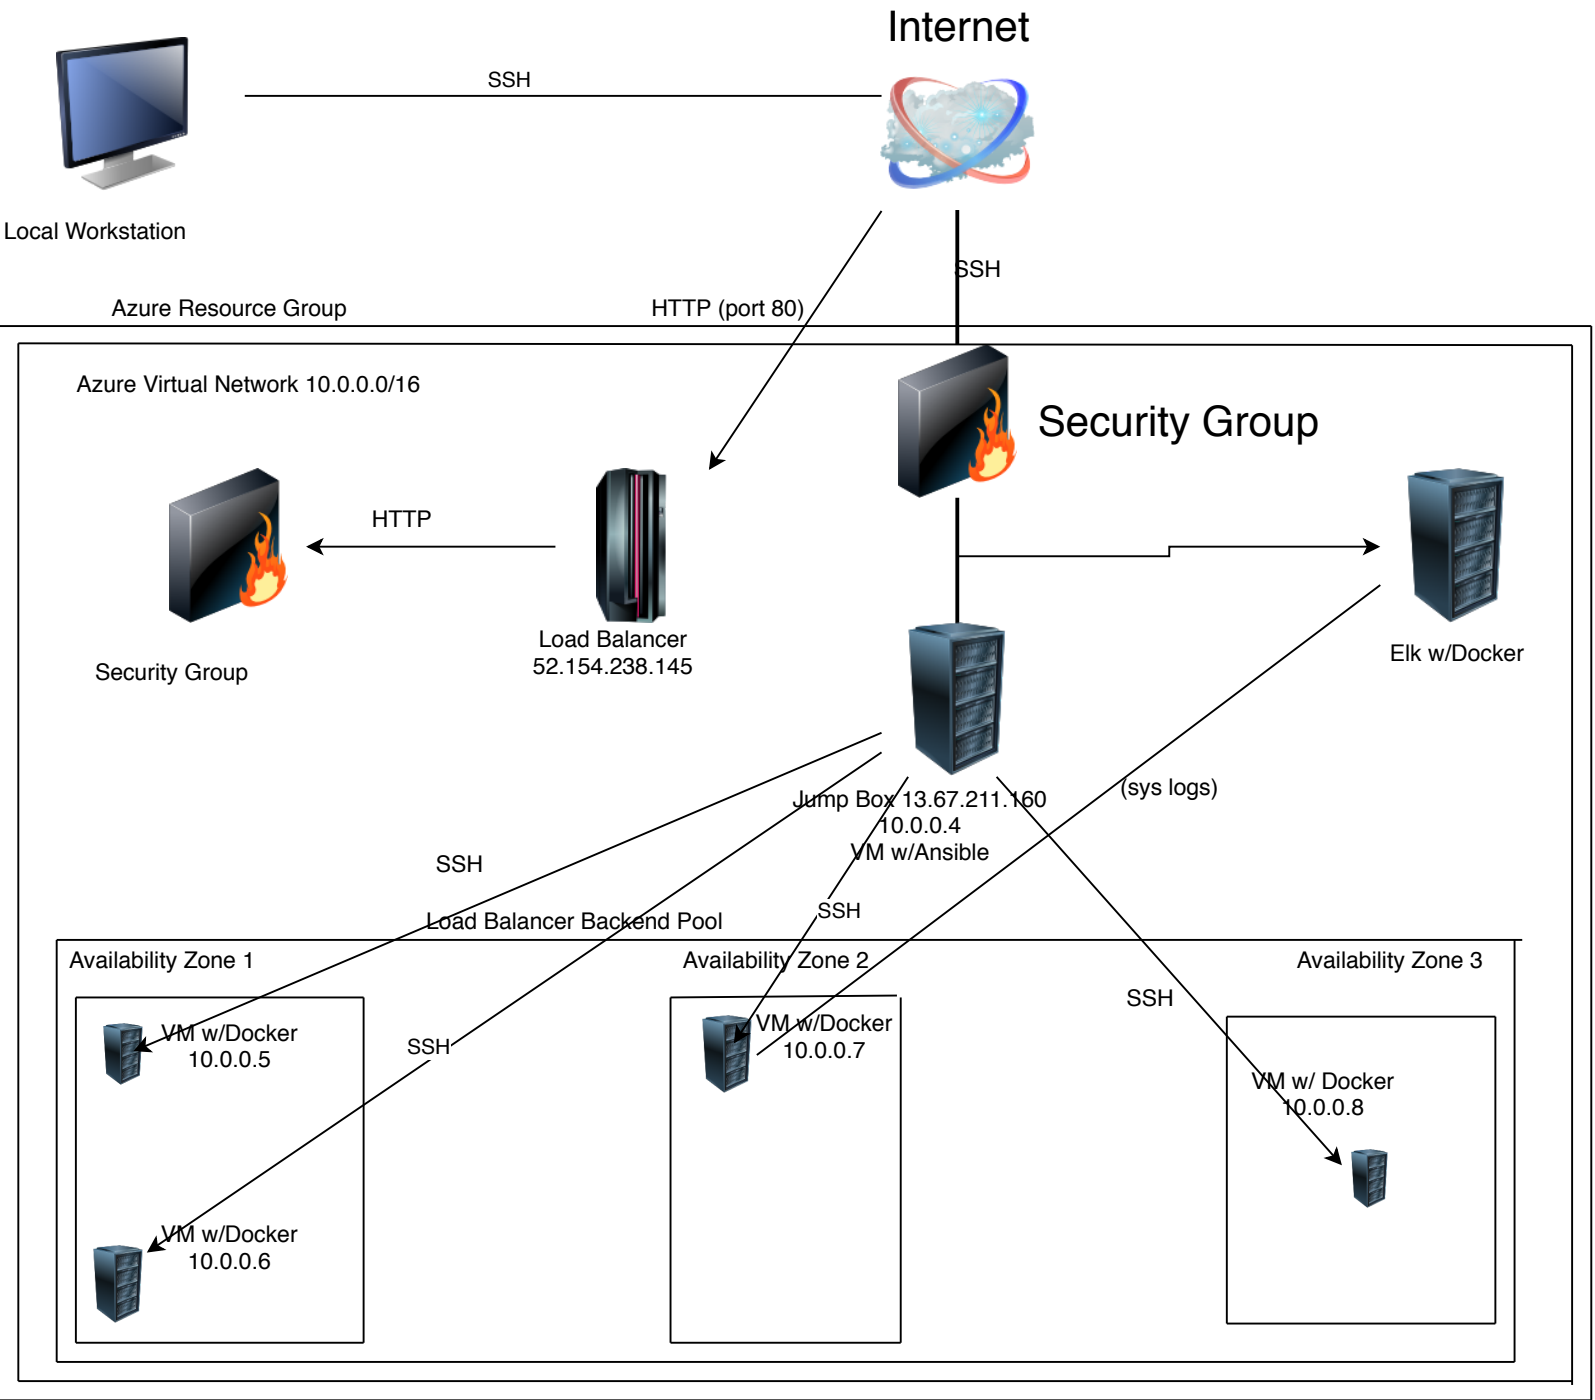 Internet
SSH
Local Workstation
SSH
Azure Resource Group
HTTP (port 80)
Azure Virtual Network 10.0.0.0/16
Security Group
HTTP
Load Balancer
52.154.238.145
Elk w/Docker
Security Group
Jump Box 13.67.211.160
10.0.0.4
VM w/Ansible
(sys logs)
SSH
SSH
Load Balancer Backend Pool
Availability Zone 1
Availability Zone 2
Availability Zone 3
SSH
VM w/Docker
10.0.0.5
SSH
VM w/Docker
10.0.0.7
VM w/ Docker
10.0.0.8
VM w/Docker
10.0.0.6